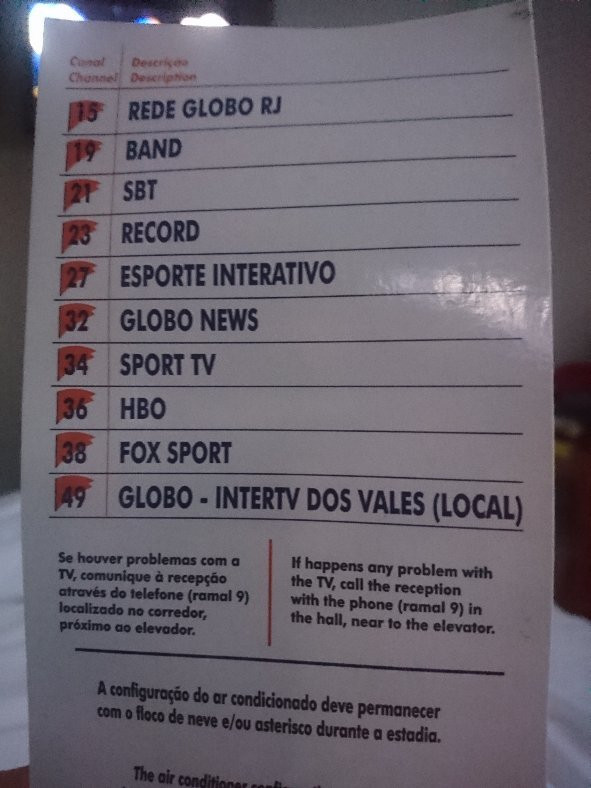 Canal Descrição
Channel Description
15 REDE GLOBO RJ
19 BAND
21 SBT
23 RECORD
27 ESPORTE INTERATIVO
32 GLOBO NEWS
34 SPORT TV
36 HBO
38 FOX SPORT
49 GLOBO - INTERTV DOS VALES (LOCAL)
Se houver problemas com a
TV, comunique à recepção
através do telefone (ramal 9)
localizado no corredor,
próximo ao elevador.
If happens any problem with
the TV, call the reception
with the phone (ramal 9) in
the hall, near to the elevator.
A configuração do ar condicionado deve permanecer
com o floco de neve e/ou asterisco durante a estadia.
The air conditioner